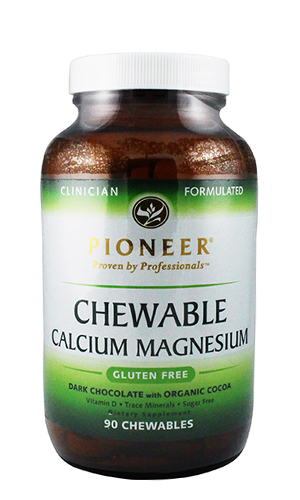 CLINICIAN FORMULATED
PIONEER®
Proven by Professionals™
CHEWABLE
CALCIUM MAGNESIUM
GLUTEN FREE
DARK CHOCOLATE with ORGANIC COCOA
Vitamin D • Trace Minerals • Sugar Free
Dietary Supplement
90 CHEWABLES